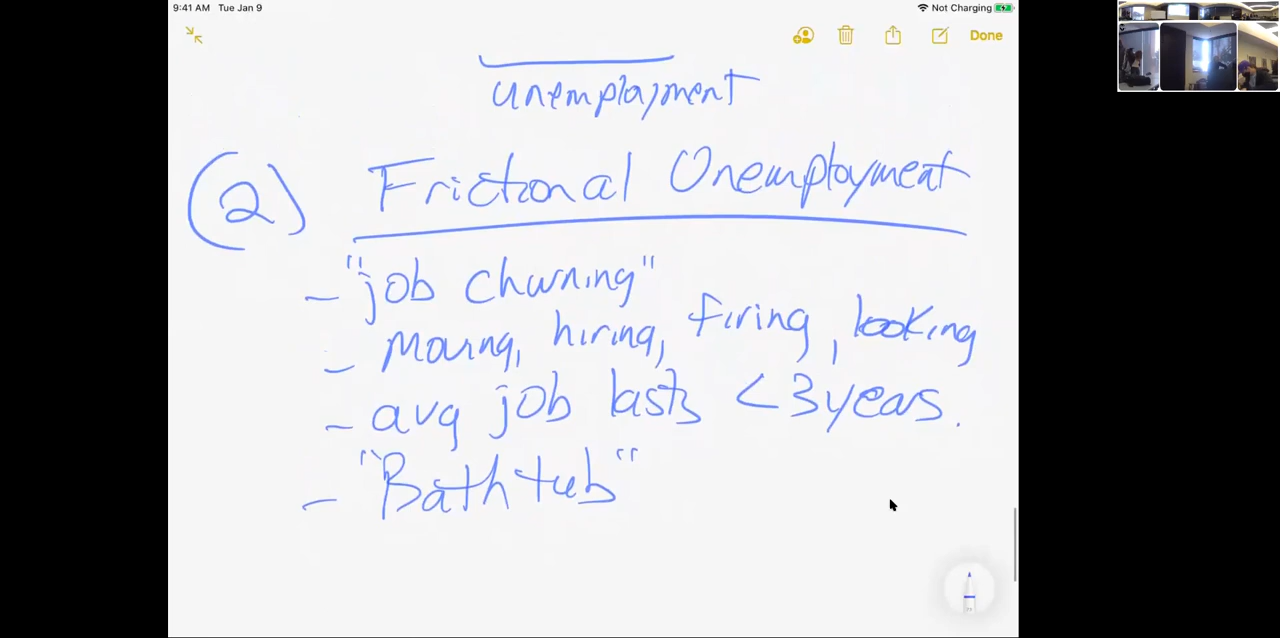 9:41 AM Tue Jan 9
Not Charging
Done
unemployment
(2) Frictional Unemployment
- "job churning"
- moving, hiring, firing, looking
- avg job lasts < 3 years.
- "Bathtub"